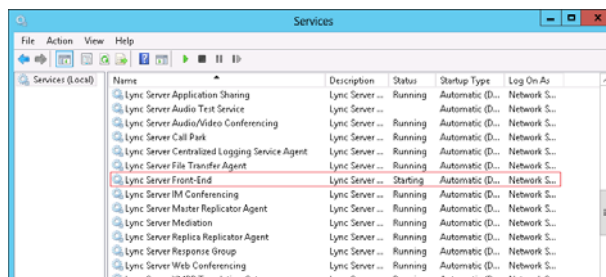 Services
File Action View Help
Services (Local)
Name Description Status Startup Type Log On As
Lync Server Application Sharing Lync Server ... Running Automatic (D... Network S...
Lync Server Audio Test Service Lync Server ... Automatic (D... Network S...
Lync Server Audio/Video Conferencing Lync Server ... Running Automatic (D... Network S...
Lync Server Call Park Lync Server ... Running Automatic (D... Network S...
Lync Server Centralized Logging Service Agent Lync Server ... Running Automatic (D... Network S...
Lync Server File Transfer Agent Lync Server ... Running Automatic (D... Network S...
Lync Server Front-End Lync Server ... Starting Automatic (D... Network S...
Lync Server IM Conferencing Lync Server ... Running Automatic (D... Network S...
Lync Server Master Replicator Agent Lync Server ... Running Automatic (D... Network S...
Lync Server Mediation Lync Server ... Running Automatic (D... Network S...
Lync Server Replica Replicator Agent Lync Server ... Running Automatic (D... Network S...
Lync Server Response Group Lync Server ... Running Automatic (D... Network S...
Lync Server Web Conferencing Lync Server ... Running Automatic (D... Network S...